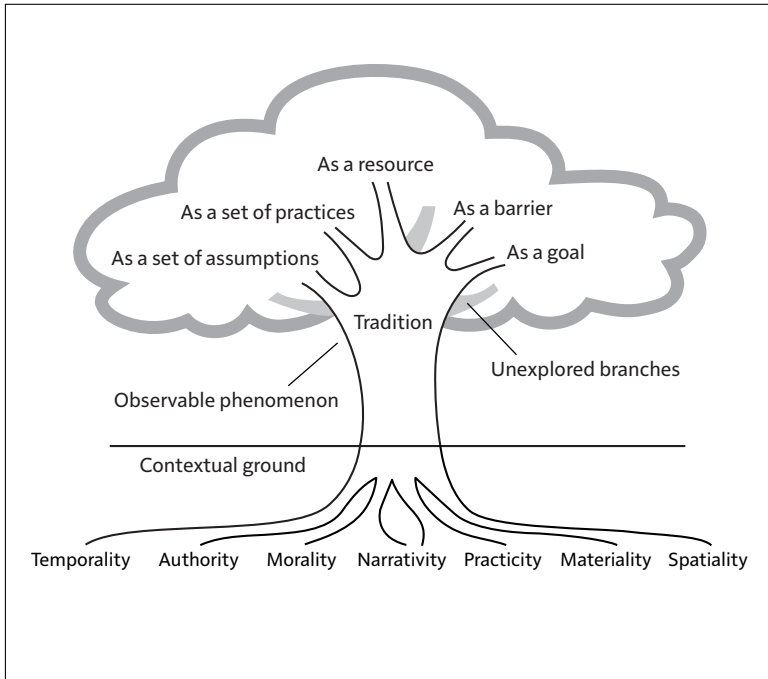 As a resource
As a set of practices
As a barrier
As a set of assumptions
As a goal
Tradition
Unexplored branches
Observable phenomenon
Contextual ground
Temporality Authority Morality Narrativity Practicity Materiality Spatiality